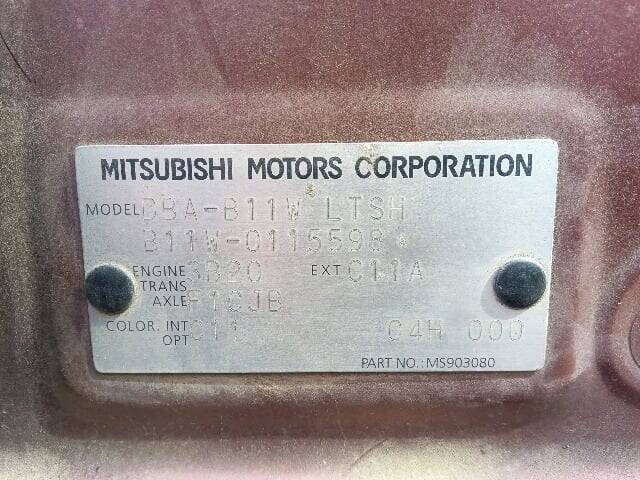 MITSUBISHI MOTORS CORPORATION
MODEL DBA-B11W LTSH
B11W-0115598 *
ENGINE 3B20 EXT C11A
TRANS
AXLE F1CJB
COLOR, INT C11 C4H 000
OPT
PART NO.: MS903080